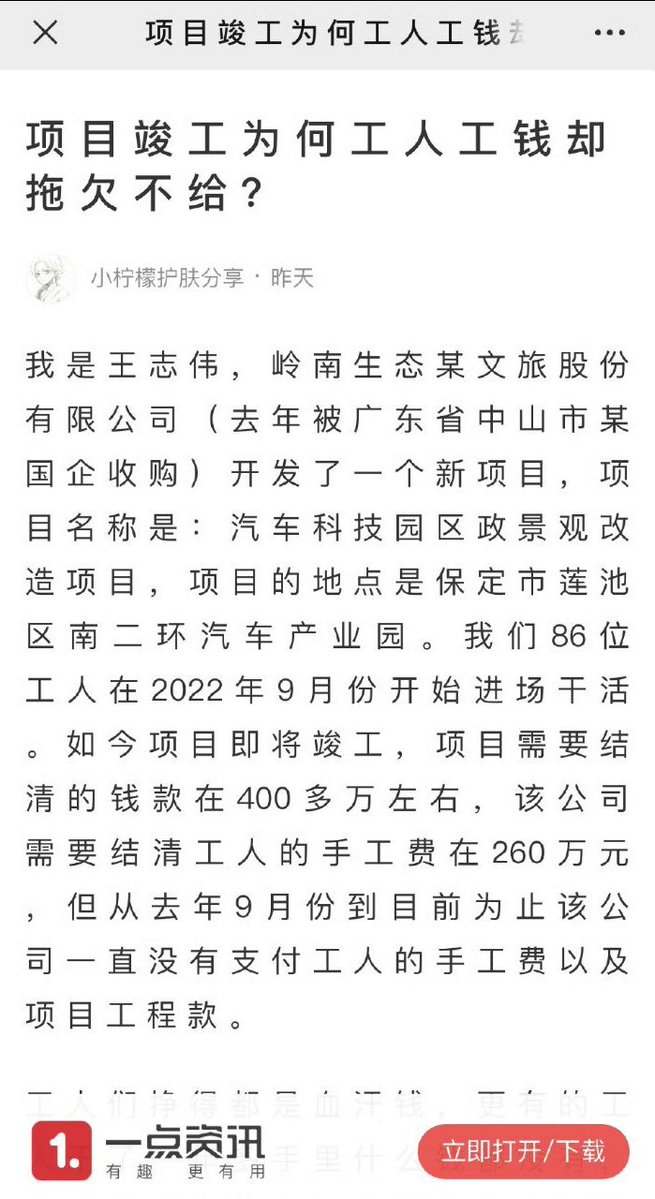 项目竣工为何工人工钱却
项目竣工为何工人工钱却
拖欠不给?
小柠檬护肤分享 · 昨天
我是王志伟，岭南生态某文旅股份
有限公司（去年被广东省中山市某
国企收购）开发了一个新项目，项
目名称是：汽车科技园区政景观改
造项目，项目的地点是保定市莲池
区南二环汽车产业园。我们86位
工人在2022年9月份开始进场干活
。如今项目即将竣工，项目需要结
清的钱款在400多万左右，该公司
需要结清工人的手工费在260万元
，但从去年9月份到目前为止该公
司一直没有支付工人的手工费以及
项目工程款。
工人们挣得都是血汗钱，更有的工
1.
一点资讯
有趣 更有用
立即打开/下载